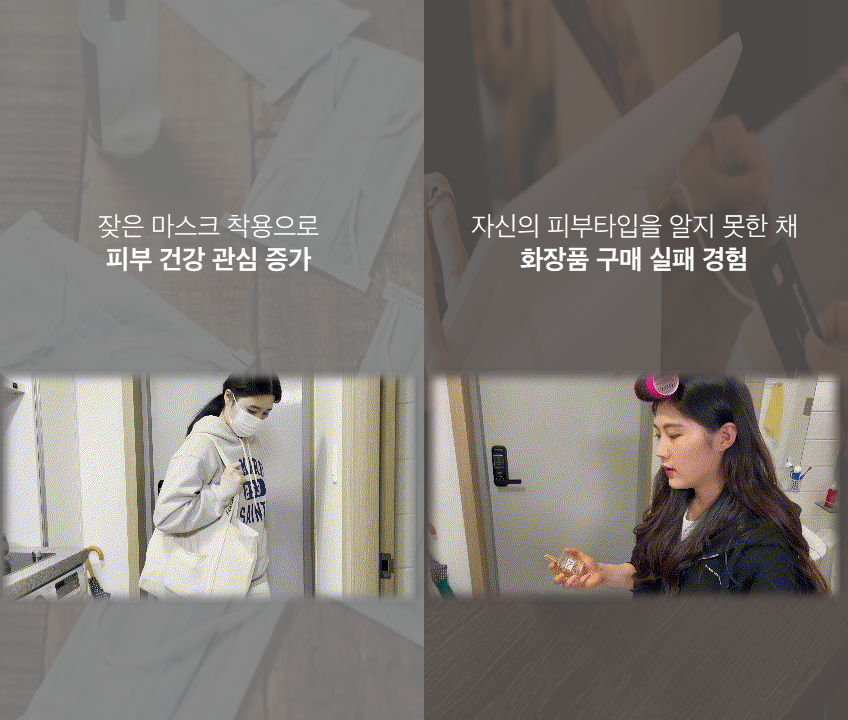 잦은 마스크 착용으로
피부 건강 관심 증가
자신의 피부타입을 알지 못한 채
화장품 구매 실패 경험
SAINT